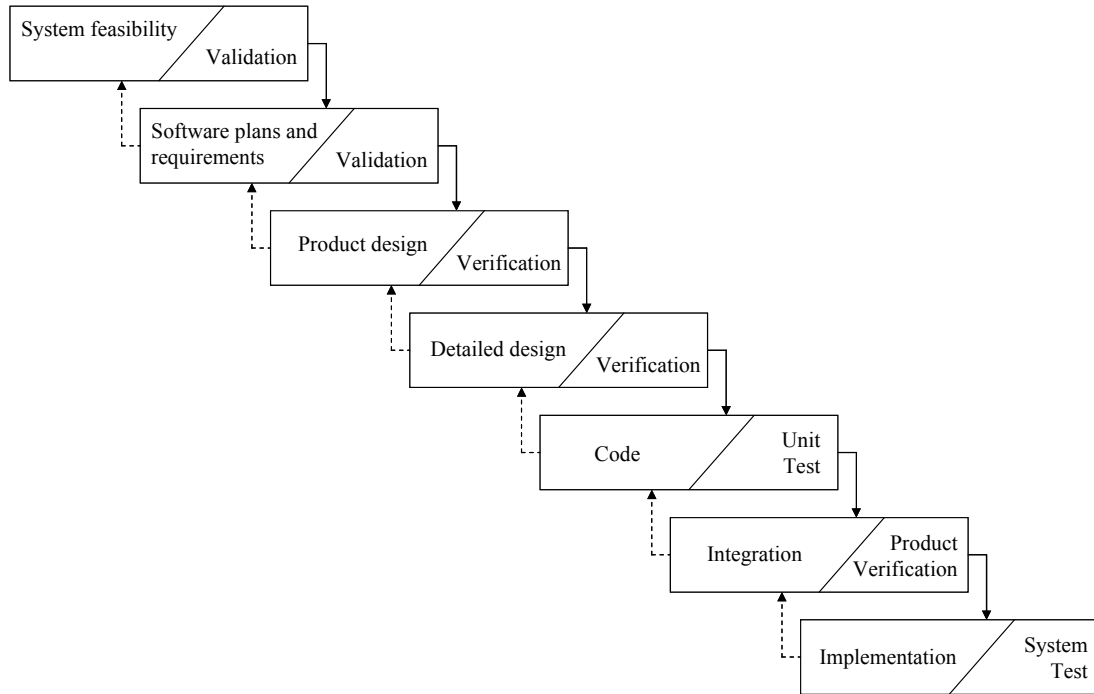 System feasibility
Validation
Software plans and
requirements
Validation
Product design
Verification
Detailed design
Verification
Code
Unit
Test
Integration
Product
Verification
Implementation
System
Test